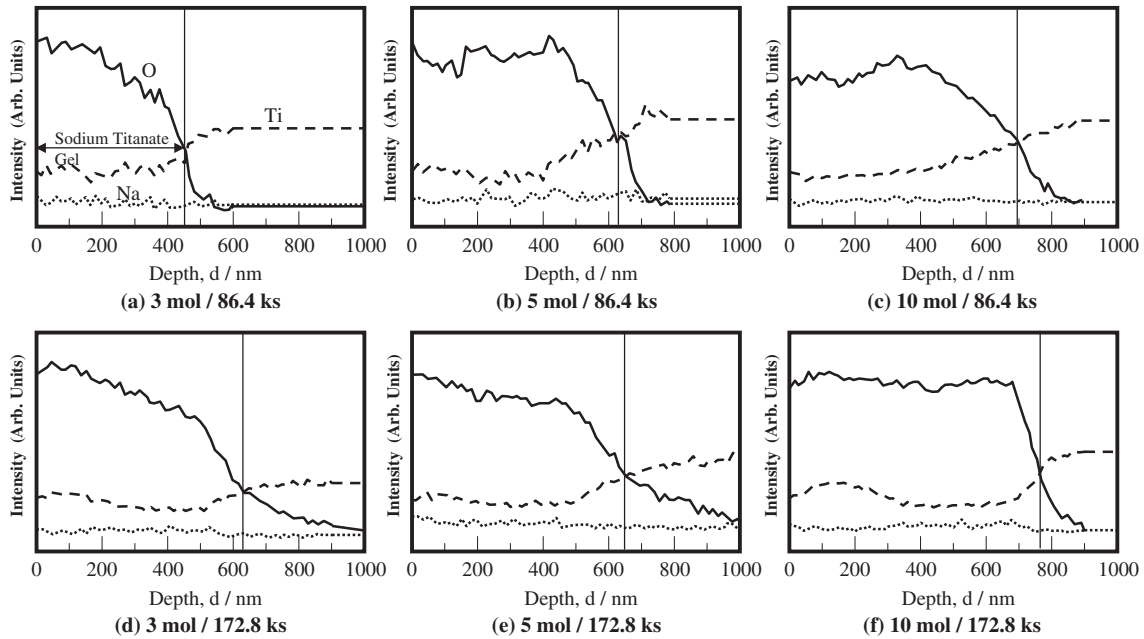 Intensity (Arb. Units)
O
Ti
Sodium Titanate
Gel
Na
0 200 400 600 800 1000
Depth, d / nm
(a) 3 mol / 86.4 ks
Intensity (Arb. Units)
0 200 400 600 800 1000
Depth, d / nm
(b) 5 mol / 86.4 ks
Intensity (Arb. Units)
0 200 400 600 800 1000
Depth, d / nm
(c) 10 mol / 86.4 ks
Intensity (Arb. Units)
0 200 400 600 800 1000
Depth, d / nm
(d) 3 mol / 172.8 ks
Intensity (Arb. Units)
0 200 400 600 800 1000
Depth, d / nm
(e) 5 mol / 172.8 ks
Intensity (Arb. Units)
0 200 400 600 800 1000
Depth, d / nm
(f) 10 mol / 172.8 ks